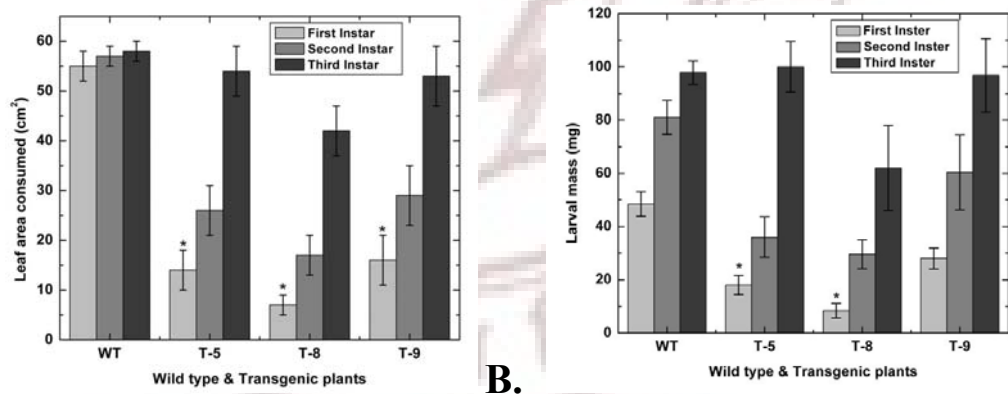 First Instar
Second Instar
Third Instar
Leaf area consumed (cm²)
60
50
40
30
20
10
0
*
*
*
WT
T-5
T-8
T-9
Wild type & Transgenic plants
B.
First Inster
Second Inster
Third Inster
Larval mass (mg)
120
100
80
60
40
20
0
*
*
WT
T-5
T-8
T-9
Wild type & Transgenic plants